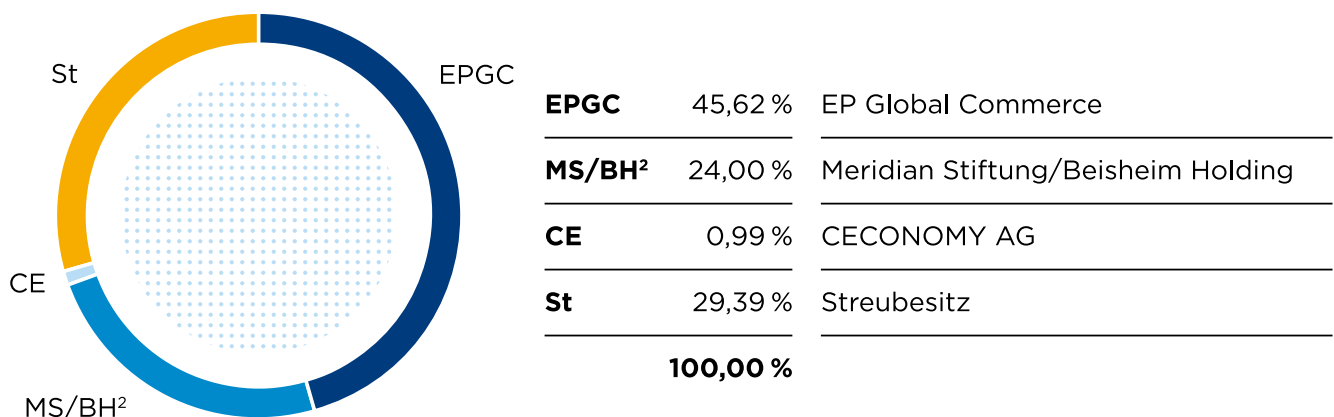 St
EPGC
CE
MS/BH²
EPGC 45,62 % EP Global Commerce
MS/BH² 24,00 % Meridian Stiftung/Beisheim Holding
CE 0,99 % CECONOMY AG
St 29,39 % Streubesitz
100,00 %